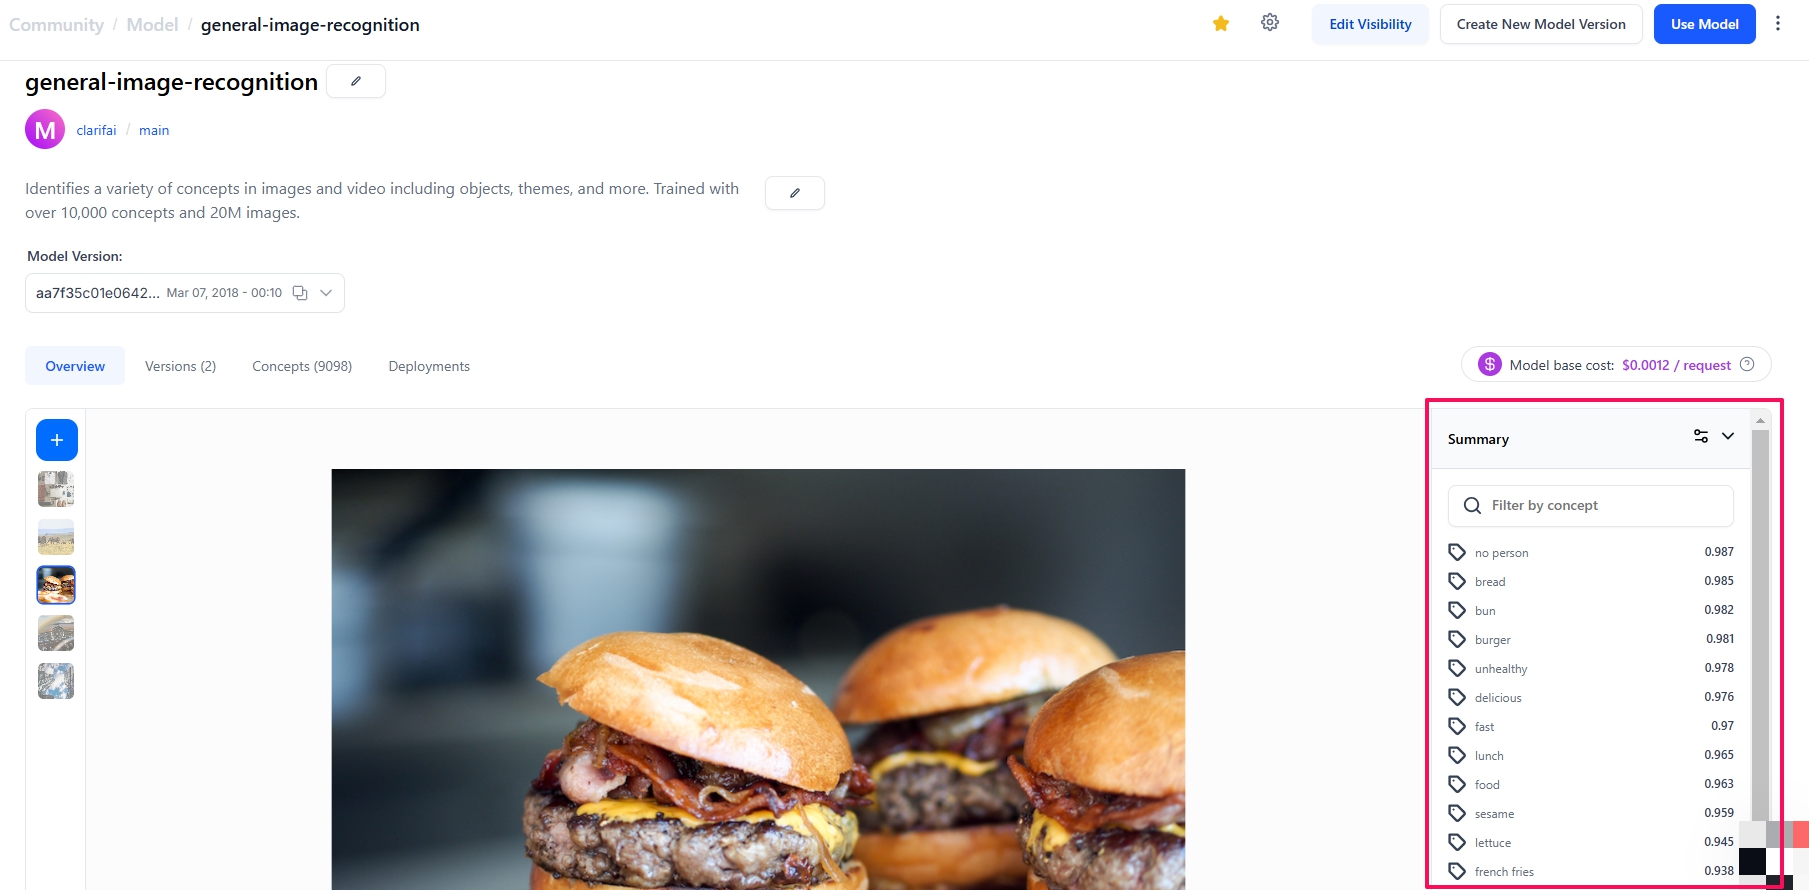 Community / Model / general-image-recognition
Edit Visibility
Create New Model Version
Use Model
general-image-recognition
M
clarifai / main
Identifies a variety of concepts in images and video including objects, themes, and more. Trained with
over 10,000 concepts and 20M images.
Model Version:
aa7f35c01e0642... Mar 07, 2018 - 00:10
Overview
Versions (2)
Concepts (9098)
Deployments
$ Model base cost: $0.0012 / request ?
Summary
Filter by concept
no person 0.987
bread 0.985
bun 0.982
burger 0.981
unhealthy 0.978
delicious 0.976
fast 0.97
lunch 0.965
food 0.963
sesame 0.959
lettuce 0.945
french fries 0.938